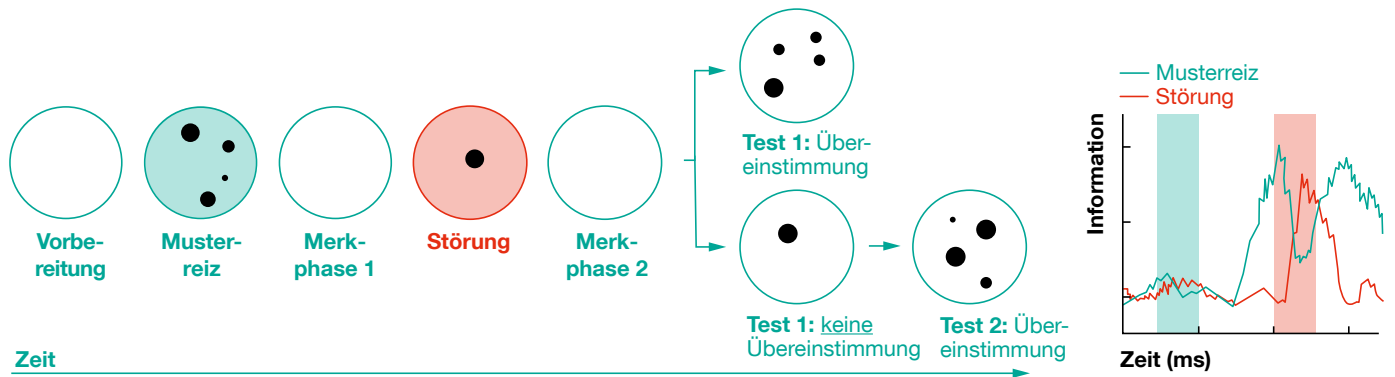 Vorbe-
reitung
Muster-
reiz
Merk-
phase 1
Störung
Merk-
phase 2
Test 1: Über-
einstimmung
Test 1: keine
Übereinstimmung
Test 2: Über-
einstimmung
Zeit
Musterreiz
Störung
Information
Zeit (ms)